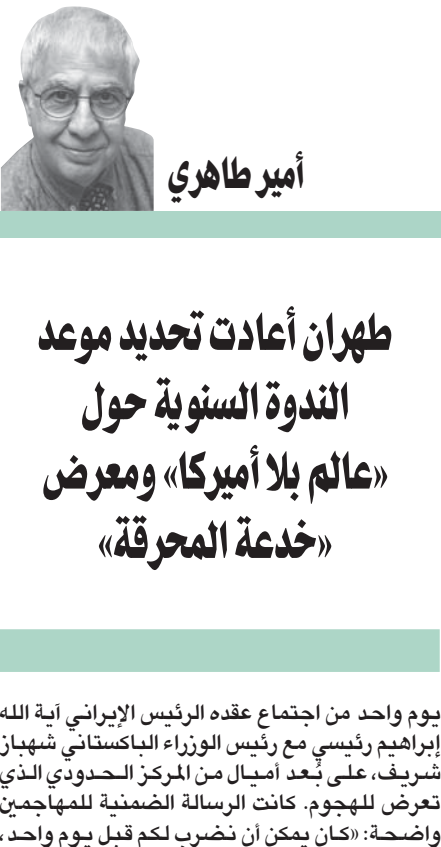 أمير طاهري
طهران أعادت تحديد موعد
الندوة السنوية حول
«عالم بلا أميركا» ومعرض
«خدعة المحرقة»
يوم واحد من اجتماع عقده الرئيس الإيراني آية الله
إبراهيم رئيسي مع رئيس الوزراء الباكستاني شهباز
شريف، على بُعد أميال من المركز الحدودي الذي
تعرض للهجوم. كانت الرسالة الضمنية للمهاجمين
واضحة: «كان يمكن أن نضرب لكم قبل يوم واحد،